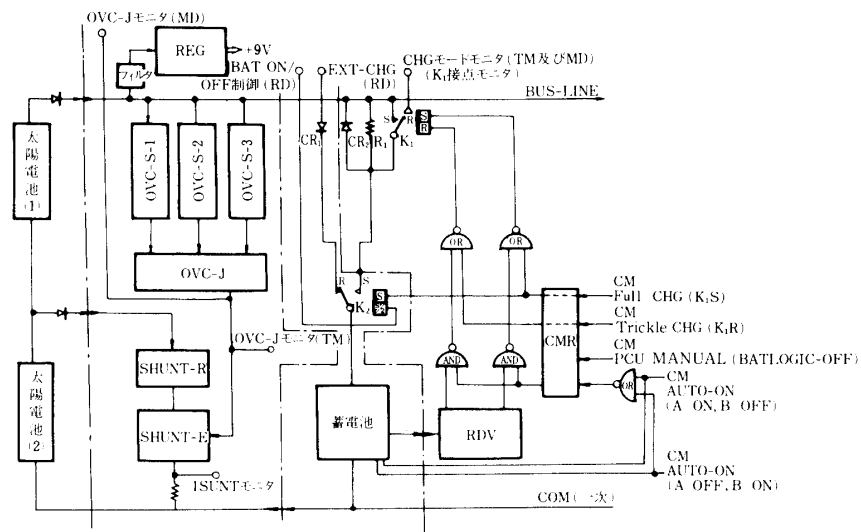 OVC-Jモニタ(MD)
REG
+9V
BAT ON/
OFF制御(RD)
EXT-CHG
(RD)
CHGモードモニタ(TM及びMD)
(K₁接点モニタ)
フィルタ
BUS-LINE
太陽電池(1)
OVC-S-1
OVC-S-2
OVC-S-3
CR₁
CR₂
R₁
S
R
K₁
S
R
OR
OR
OVC-J
R
S
K₂
S
CM
Full CHG(K₁S)
CM
Trickle CHG(K₁R)
CM
PCU MANUAL(BATLOGIC-OFF)
CMR
OVC-Jモニタ(TM)
SHUNT-R
AND
AND
OR
CM
AUTO-ON
(A ON, B OFF)
太陽電池(2)
SHUNT-E
蓄電池
RDV
CM
AUTO-ON
(A OFF, B ON)
ISUNTモニタ
COM(一次)